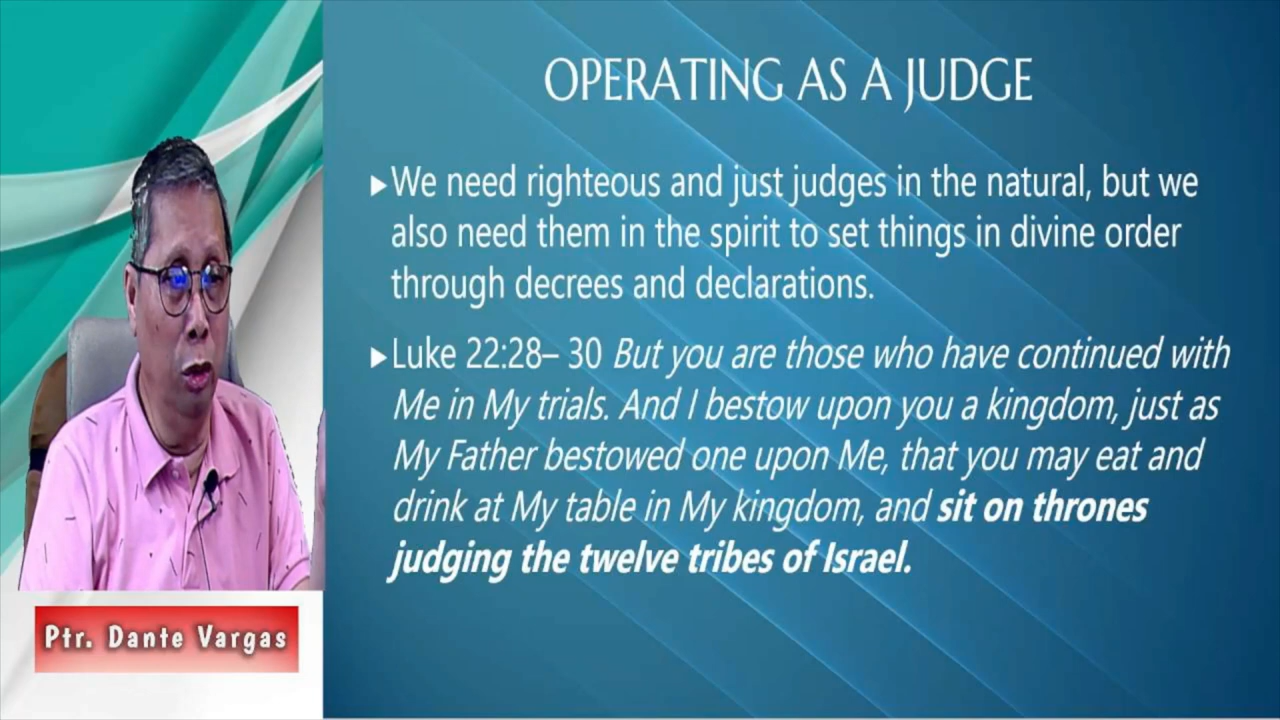 OPERATING AS A JUDGE
▸We need righteous and just judges in the natural, but we
also need them in the spirit to set things in divine order
through decrees and declarations.
▸Luke 22:28– 30 But you are those who have continued with
Me in My trials. And I bestow upon you a kingdom, just as
My Father bestowed one upon Me, that you may eat and
drink at My table in My kingdom, and sit on thrones
judging the twelve tribes of Israel.
Ptr. Dante Vargas